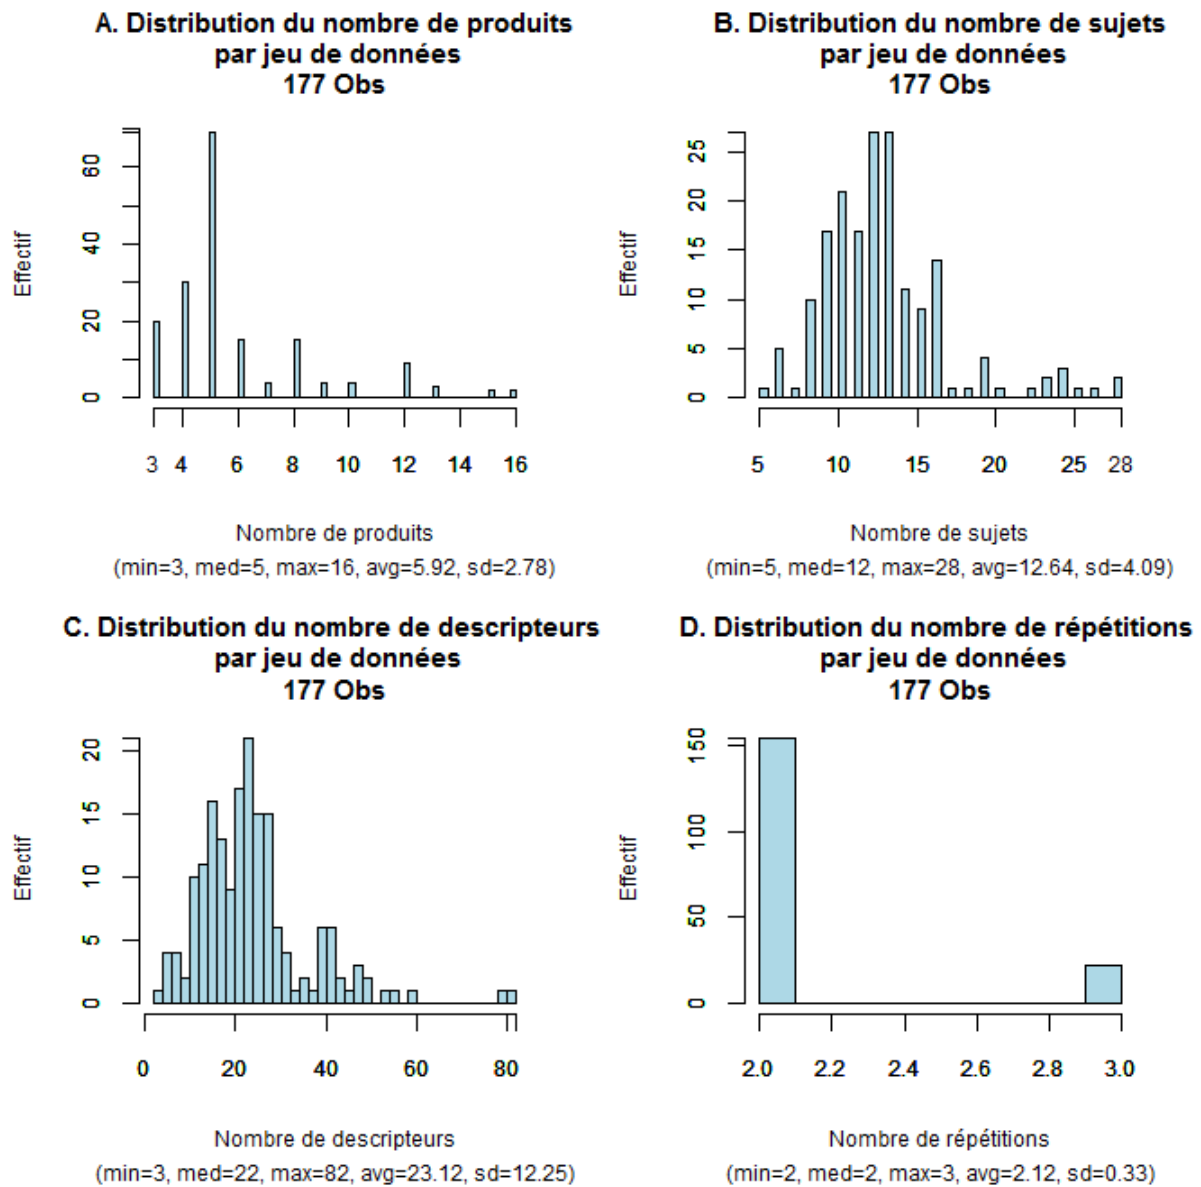 A. Distribution du nombre de produits
par jeu de données
177 Obs
Effectif
60
40
20
0
3 4 6 8 10 12 14 16
Nombre de produits
(min=3, med=5, max=16, avg=5.92, sd=2.78)
B. Distribution du nombre de sujets
par jeu de données
177 Obs
Effectif
25
20
15
10
5
0
5 10 15 20 25 28
Nombre de sujets
(min=5, med=12, max=28, avg=12.64, sd=4.09)
C. Distribution du nombre de descripteurs
par jeu de données
177 Obs
Effectif
20
15
10
5
0
0 20 40 60 80
Nombre de descripteurs
(min=3, med=22, max=82, avg=23.12, sd=12.25)
D. Distribution du nombre de répétitions
par jeu de données
177 Obs
Effectif
150
100
50
0
2.0 2.2 2.4 2.6 2.8 3.0
Nombre de répétitions
(min=2, med=2, max=3, avg=2.12, sd=0.33)